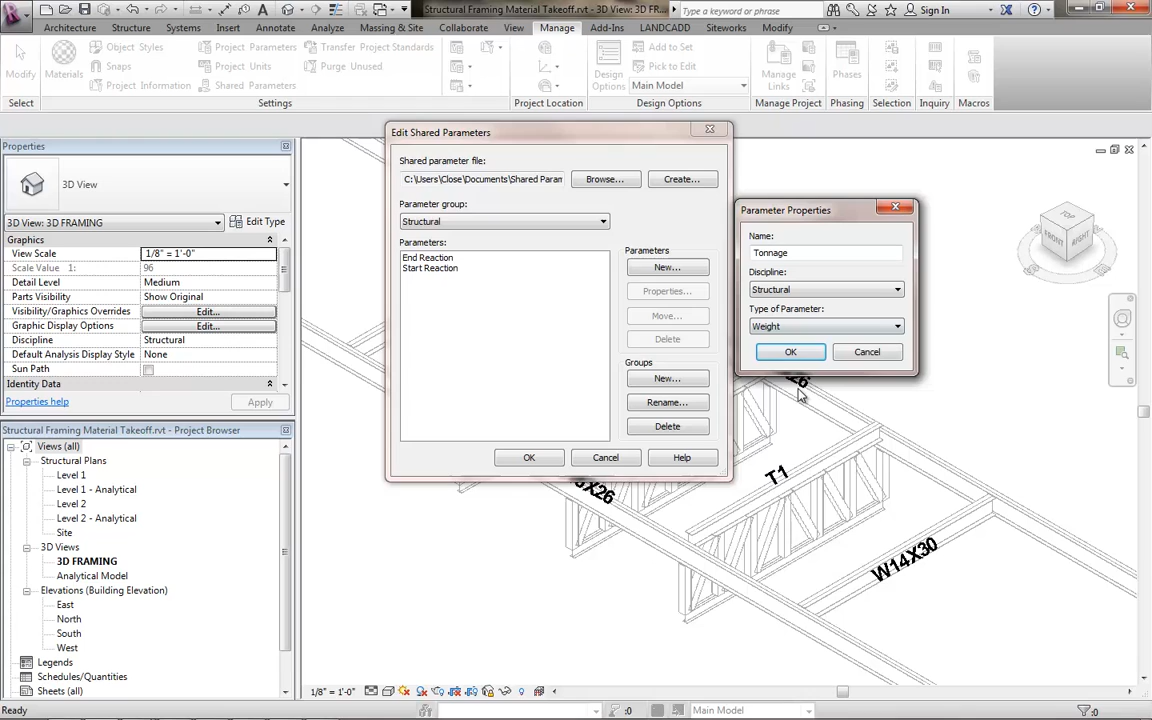 Structural Framing Material Takeoff.rvt - 3D View: 3D FR...
Type a keyword or phrase
Sign In
Architecture
Structure
Systems
Insert
Annotate
Analyze
Massing & Site
Collaborate
View
Manage
Add-Ins
LANDCADD
Siteworks
Modify
Modify
Materials
Object Styles
Snaps
Project Information
Project Parameters
Project Units
Shared Parameters
Transfer Project Standards
Purge Unused
Design
Options
Add to Set
Pick to Edit
Main Model
Manage
Links
Phases
Select
Settings
Project Location
Design Options
Manage Project
Phasing
Selection
Inquiry
Macros
Properties
3D View
3D View: 3D FRAMING
Edit Type
Graphics
View Scale
1/8" = 1'-0"
Scale Value 1:
96
Detail Level
Medium
Parts Visibility
Show Original
Visibility/Graphics Overrides
Edit...
Graphic Display Options
Edit...
Discipline
Structural
Default Analysis Display Style
None
Sun Path
Identity Data
Properties help
Apply
Structural Framing Material Takeoff.rvt - Project Browser
Views (all)
Structural Plans
Level 1
Level 1 - Analytical
Level 2
Level 2 - Analytical
Site
3D Views
3D FRAMING
Analytical Model
Elevations (Building Elevation)
East
North
South
West
Legends
Schedules/Quantities
Sheets (all)
Edit Shared Parameters
Shared parameter file:
C:\Users\Close\Documents\Shared Param
Browse...
Create...
Parameter group:
Structural
Parameters:
End Reaction
Start Reaction
Parameters
New...
Properties...
Move...
Delete
Groups
New...
Rename...
Delete
OK
Cancel
Help
Parameter Properties
Name:
Tonnage
Discipline:
Structural
Type of Parameter:
Weight
OK
Cancel
TOP
FRONT
RIGHT
T1
X26
W14X30
1/8" = 1'-0"
Ready
:0
Main Model
:0